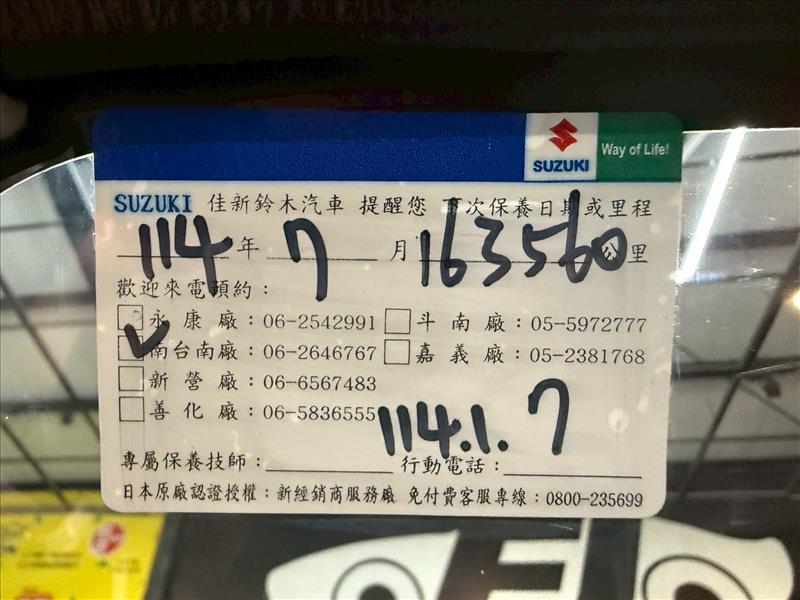 SUZUKI Way of Life!
SUZUKI 佳新鈴木汽車 提醒您 下次保養日期或里程
114 年 7 月 163560 公里
歡迎來電預約：
永康廠：06-2542991 斗南廠：05-5972777
南台南廠：06-2646767 嘉義廠：05-2381768
新營廠：06-6567483
善化廠：06-5836555
114.1.7
專屬保養技師： 行動電話：
日本原廠認證授權：新經銷商服務廠 免付費客服專線：0800-235699